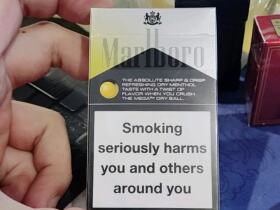 Marlboro
THE ABSOLUTE SHARP & CRISP
REFRESHING DRY MENTHOL
TASTE WITH A TWIST OF
FLAVOR WHEN YOU CRUSH
THE MEGA™ DRY BALL.
Smoking
seriously harms
you and others
around you